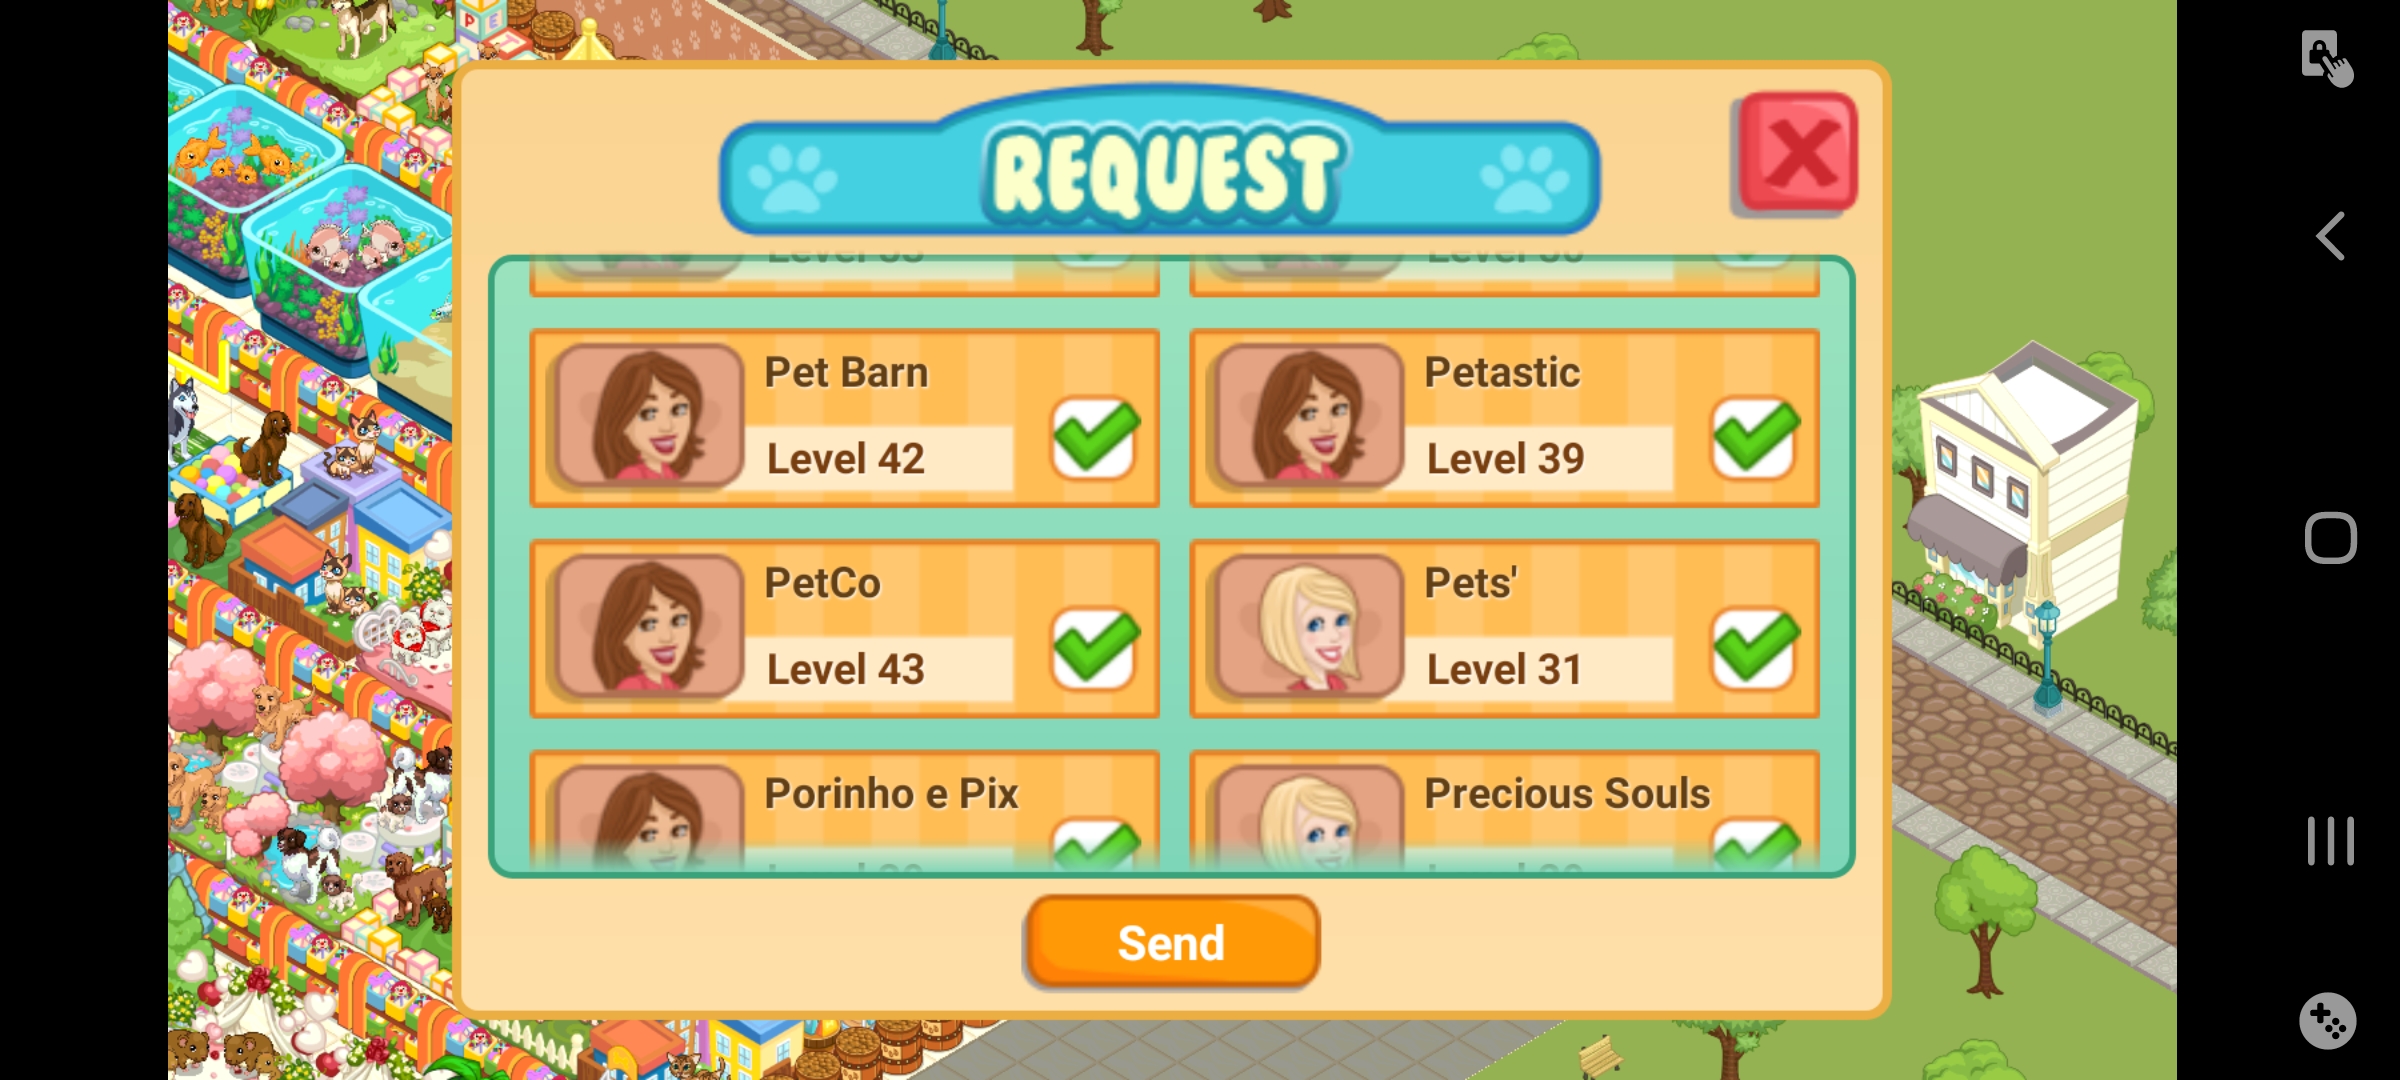 REQUEST
Pet Barn
Level 42
Petastic
Level 39
PetCo
Level 43
Pets'
Level 31
Porinho e Pix
Precious Souls
Send